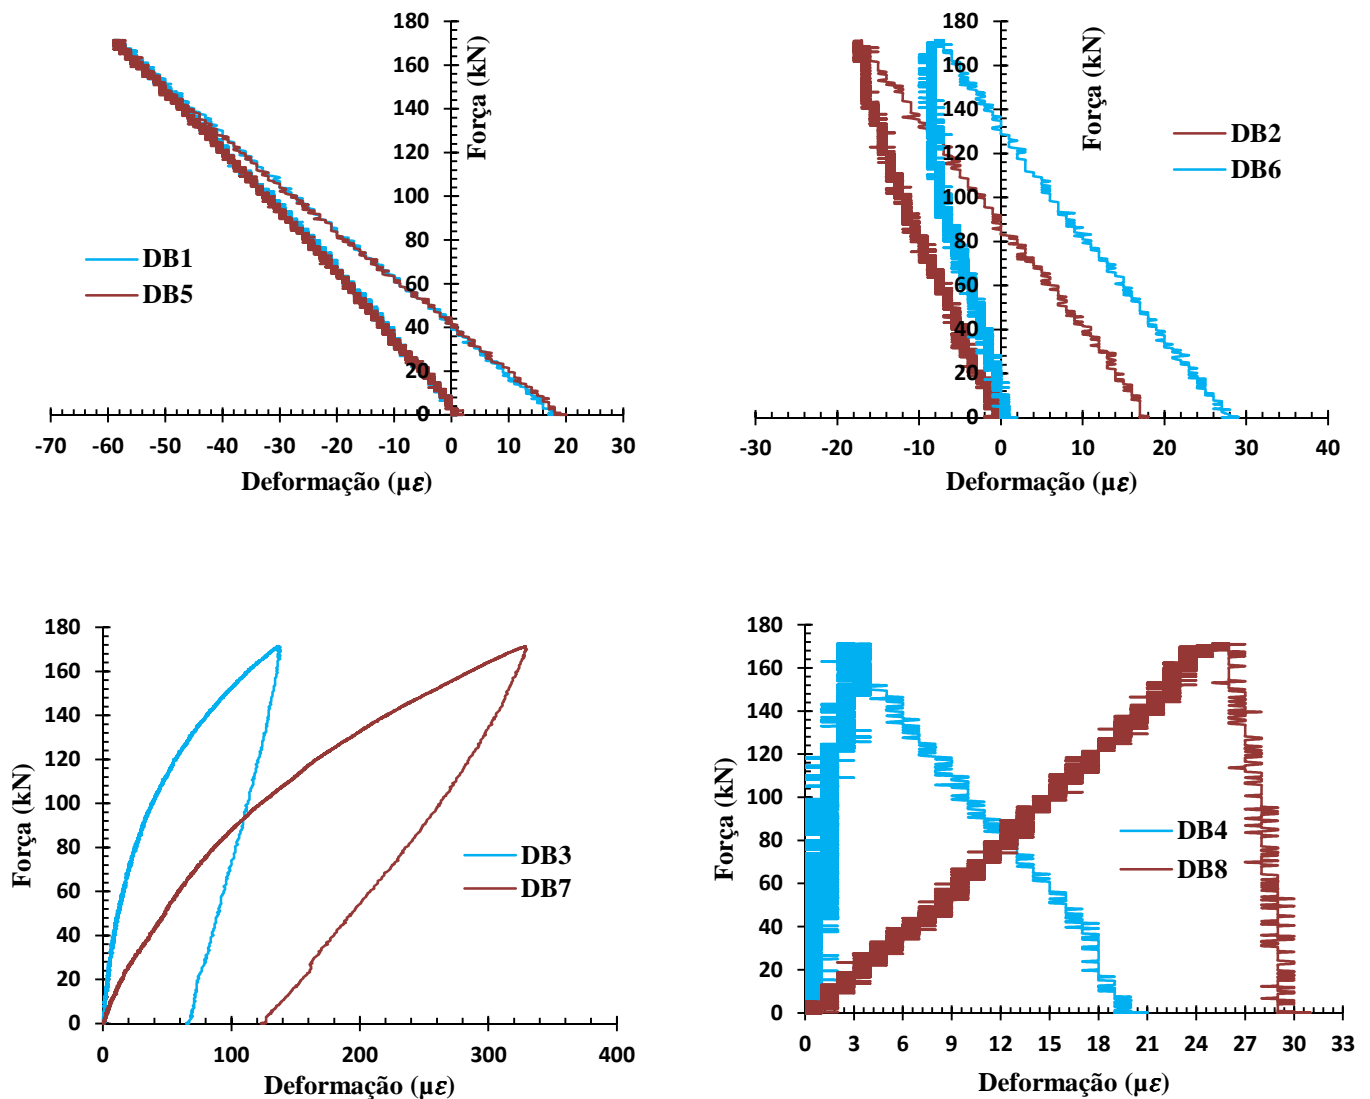 180
160
140
120
100
80
60
40
20
0
Força (kN)
DB1
DB5
-70 -60 -50 -40 -30 -20 -10 0 10 20 30
Deformação (µε)
180
160
140
120
100
80
60
40
20
0
Força (kN)
DB2
DB6
-30 -20 -10 0 10 20 30 40
Deformação (µε)
180
160
140
120
100
80
60
40
20
0
Força (kN)
DB3
DB7
0 100 200 300 400
Deformação (µε)
180
160
140
120
100
80
60
40
20
0
Força (kN)
DB4
DB8
0 3 6 9 12 15 18 21 24 27 30 33
Deformação (µε)